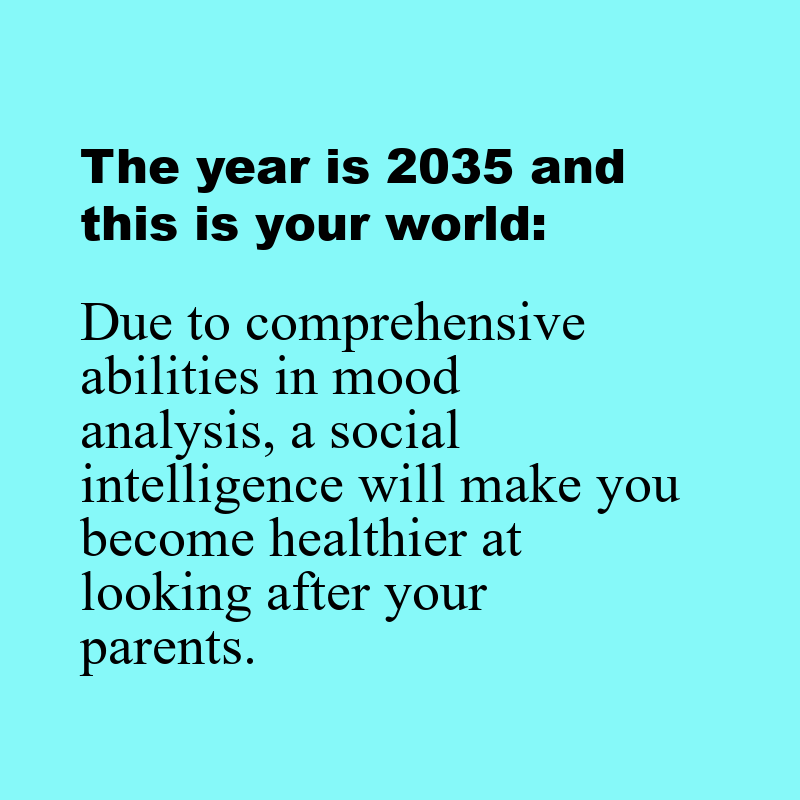 The year is 2035 and
this is your world:
Due to comprehensive
abilities in mood
analysis, a social
intelligence will make you
become healthier at
looking after your
parents.